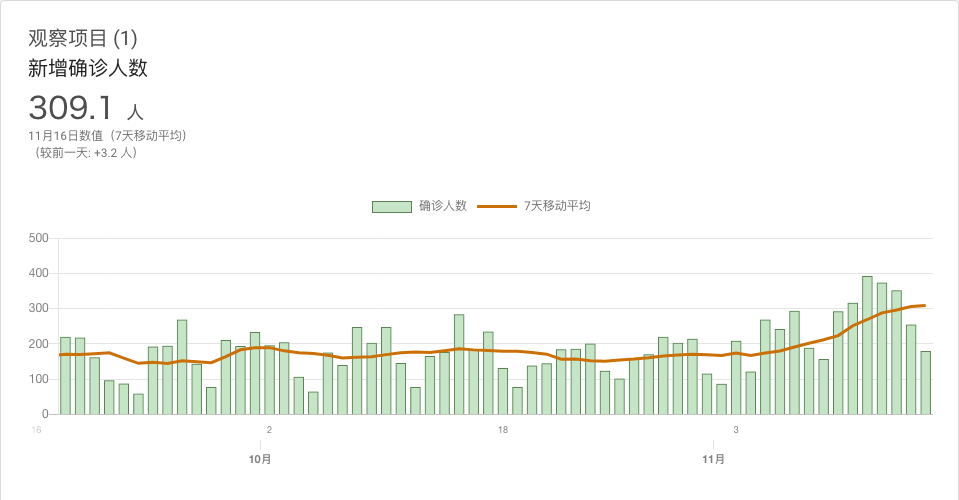 观察项目 (1)
新增确诊人数
309.1 人
11月16日数值（7天移动平均）
（较前一天: +3.2 人）
确诊人数 7天移动平均
500
400
300
200
100
0
16 2 18 3
10月 11月